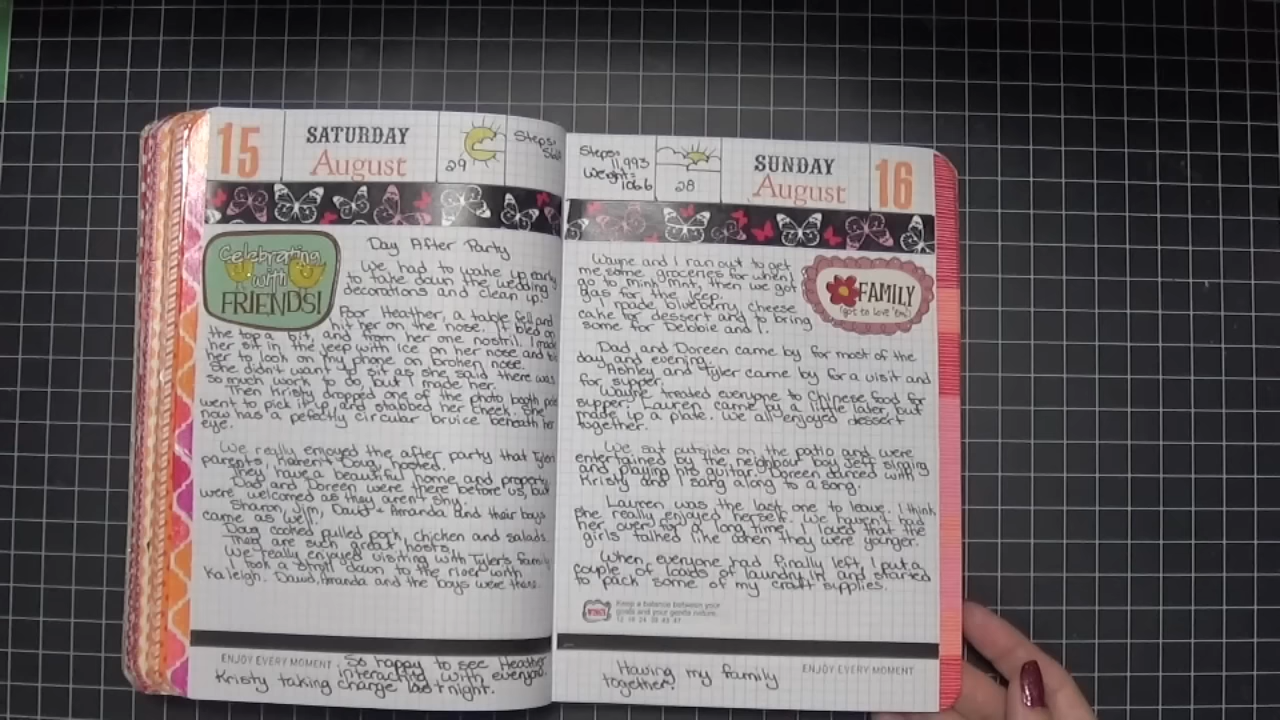 15
SATURDAY
August
29
Steps:
Celebrating
with
FRIENDS!
Day After Party
We had to wake up early
to take down the wedding
decorations and clean up.
Poor Heather, a table fell and
hit her on the nose. It bled on
the top a bit, and from her one nostril. I made
her sit in the jeep with ice on her nose and
her to look on my phone on broken nose.
She didn't want to sit as she said there was
so much work to do, but I made her.
Then Kristy dropped one of the photo booth
went to pick it up and stabbed her cheek. She
now has a pefectly circular bruice beneath her
eye.
We really enjoyed the after party that Tylers
parents, Karen + Doug hosted.
They have a beautiful home and property.
Dad and Doreen were there before us, but
were welcomed as they aren't shy.
Sharon, Jim, David + Amanda and their boys
came as well.
Doug cooked pulled pork, chicken and salads.
They are such great hosts.
We really enjoyed visiting with Tyler's family
I took a stroll down to the river with
Kaileigh. David, Amanda and the boys were there.
ENJOY EVERY MOMENT
So happy to see Heather
interacting with everyone.
Kristy taking charge last night.
Steps:
11,993
Weight:
106.6
28
SUNDAY
August
16
Wayne and I ran out to get
me some groceries for when I
go to mink mnt, then we got
gas for the jeep.
I made blueberry cheese
cake for dessert and to bring
some for Debbie and I.
FAMILY
(got to love 'em)
Dad and Doreen came by for most of the
day and evening.
Ashley and Tyler came by for a visit and
for supper.
Wayne treated everyone to Chinese food for
supper. Lauren came by a little later, but
made up a plate. We all enjoyed dessert
together.
We sat outside on the patio and were
entertained by the neighbour boy Jeff singing
and playing his guitar. Doreen danced with
Kristy and I sang along to a song.
Lauren was the last one to leave. I think
she really enjoyed herself. We haven't had
her over for a long time. I loved that the
girls talked like when they were younger.
When everyone had finally left, I put a
couple of loads of laundry in and started
to pack some of my craft supplies.
Keep a balance between your
goals and your gentle nature.
Having my family
together!
ENJOY EVERY MOMENT